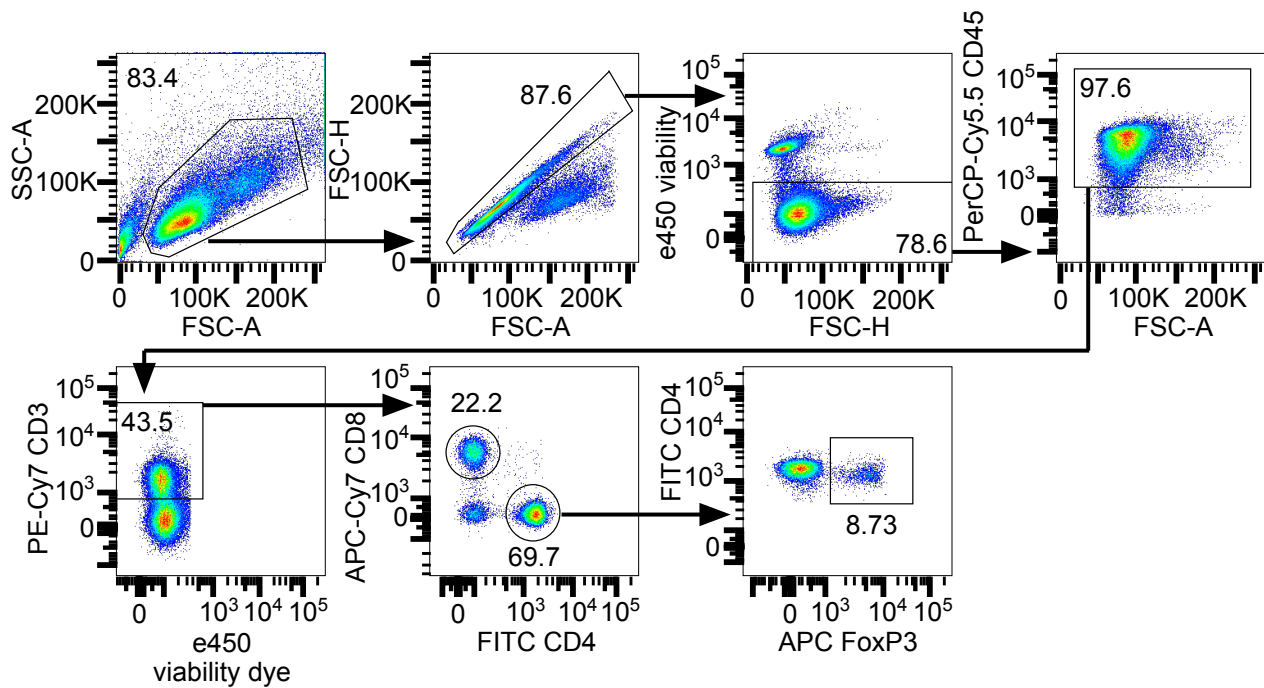 83.4
SSC-A
200K
100K
0
0
100K
200K
FSC-A
87.6
FSC-H
200K
100K
0
0
100K
200K
FSC-A
e450 viability
10^5
10^4
10^3
0
78.6
0
100K
200K
FSC-H
PerCP-Cy5.5 CD45
10^5
10^4
10^3
0
97.6
0
100K
200K
FSC-A
PE-Cy7 CD3
10^5
10^4
10^3
0
43.5
0
10^3
10^4
10^5
e450
viability dye
APC-Cy7 CD8
10^5
10^4
10^3
0
22.2
69.7
0
10^3
10^4
10^5
FITC CD4
FITC CD4
10^5
10^4
10^3
0
8.73
0
10^3
10^4
10^5
APC FoxP3